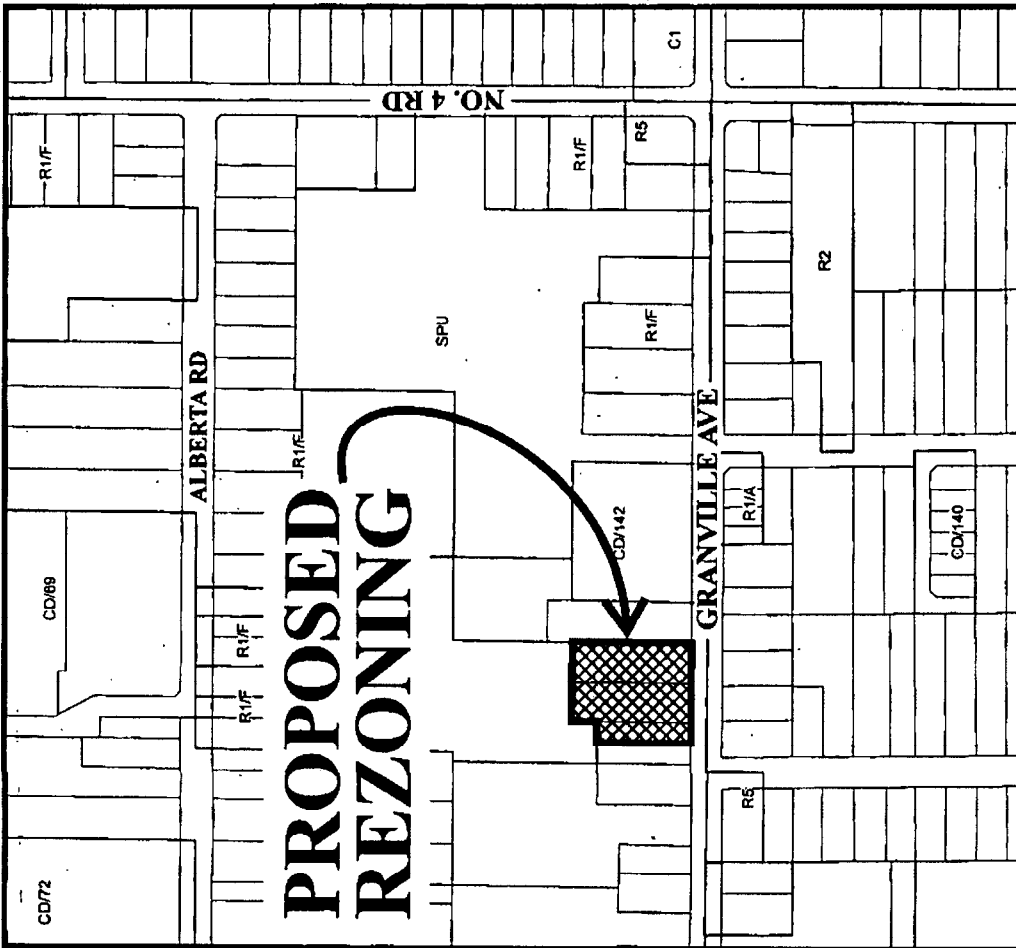 CD/72
CD/89
R1/F
R1/F
R1/F
ALBERTA RD
R1/F
PROPOSED
REZONING
SPU
NO. 4 RD
R1/F
R5
C1
CD/142
R1/F
GRANVILLE AVE
R5
R1/A
R2
CD/140